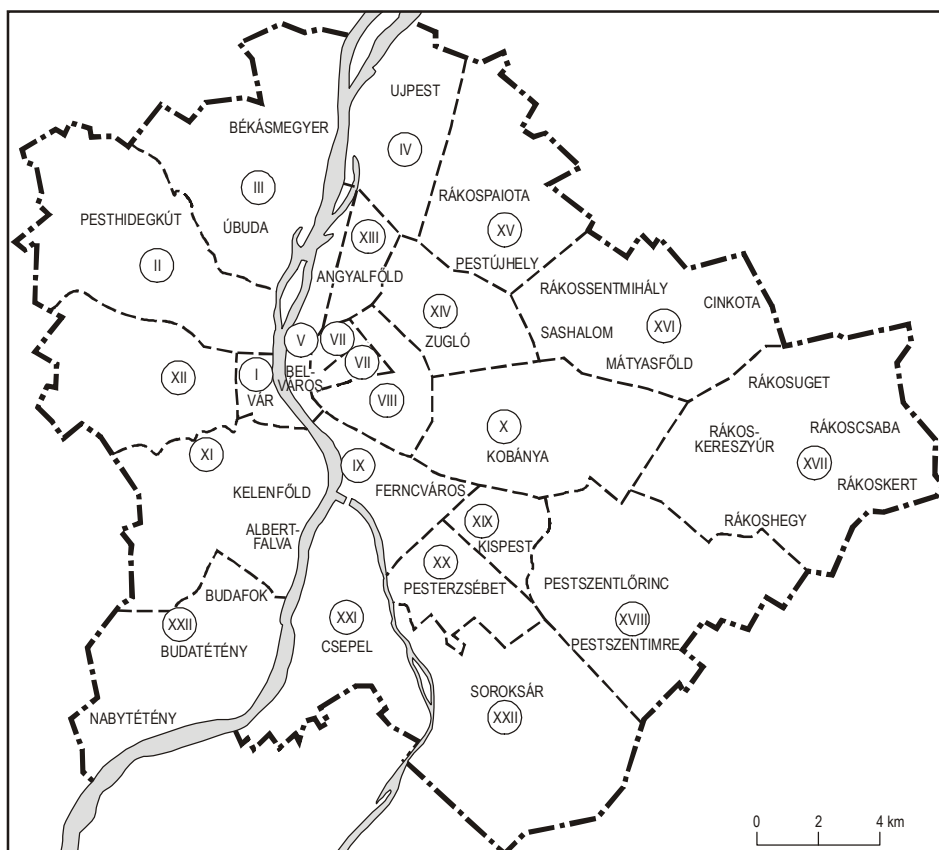 UJPEST
BÉKÁSMEGYER
IV
III
RÁKOSPAIOTA
PESTHIDEGKÚT
ÚBUDA
XV
XIII
II
PESTÚJHELY
ANGYALFÖLD
RÁKOSSENTMIHÁLY
CINKOTA
XIV
SASHALOM
XVI
ZUGLÓ
V
VII
VII
MÁTYASFŐLD
XII
I
BEL-
VÁROS
VÁR
VIII
RÁKOSUGET
X
RÁKOS-
KERESZYÚR
RÁKOSCSABA
KOBÁNYA
XI
IX
XVII
RÁKOSKERT
KELENFŐLD
FERNCVÁROS
RÁKOSHEGY
ALBERT-
FALVA
XIX
KISPEST
XX
PESTERZSÉBET
PESTSZENTLŐRINC
BUDAFOK
XXII
XXI
XVIII
BUDATÉTÉNY
CSEPEL
PESTSZENTIMRE
SOROKSÁR
NABYTÉTÉNY
XXII
0 2 4 km